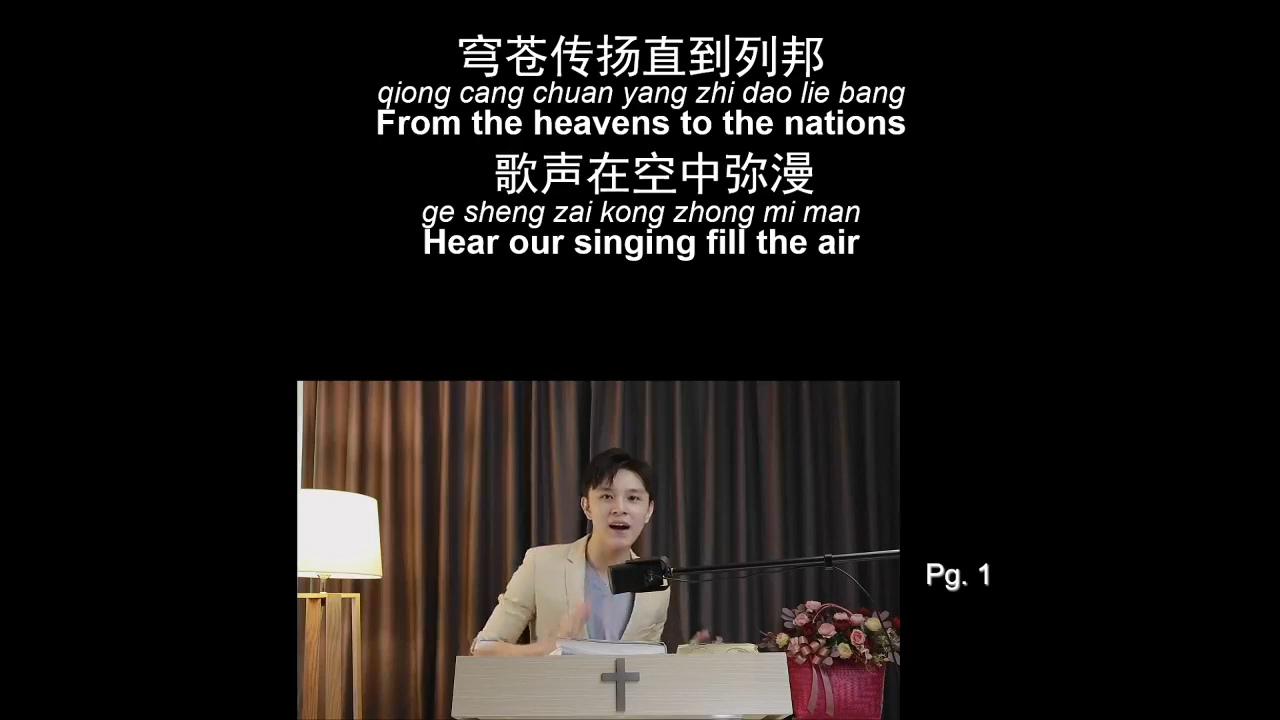 穹苍传扬直到列邦
qiong cang chuan yang zhi dao lie bang
From the heavens to the nations
歌声在空中弥漫
ge sheng zai kong zhong mi man
Hear our singing fill the air
Pg. 1